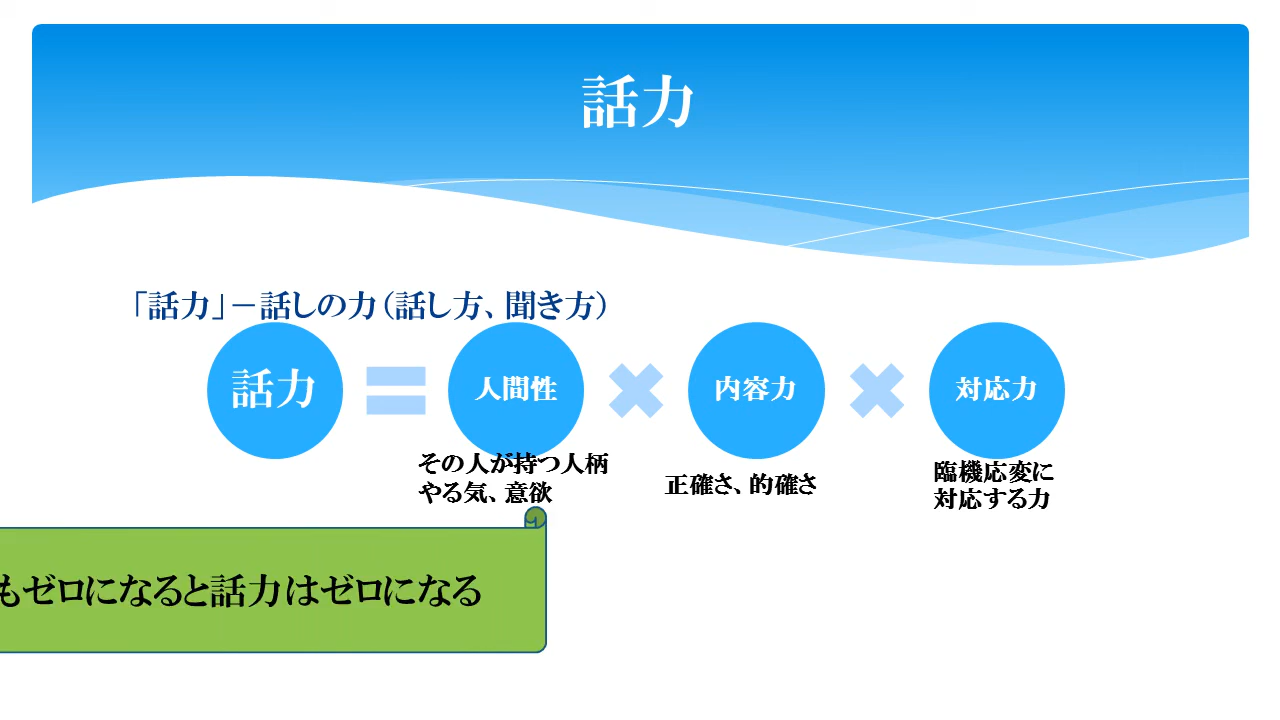 話力
「話力」－話しの力（話し方、聞き方）
話力 ＝ 人間性 × 内容力 × 対応力
その人が持つ人柄
やる気、意欲
正確さ、的確さ
臨機応変に
対応する力
もゼロになると話力はゼロになる